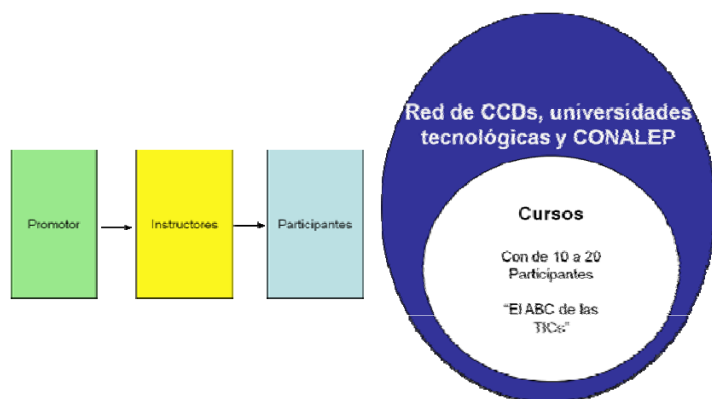 Red de CCDs, universidades
tecnológicas y CONALEP
Promotor
Instructores
Participantes
Cursos
Con de 10 a 20
Participantes
"El ABC de las
TICs"